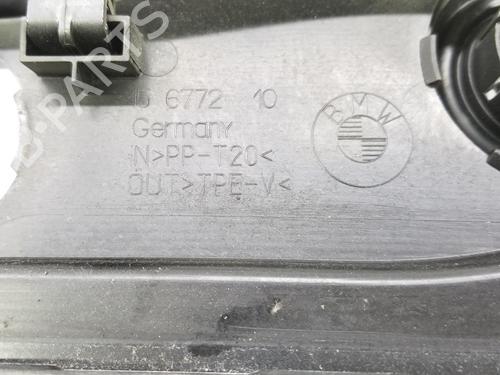 6772 10
Germany
IN>PP-T20<
OUT>TPE-V<
BMW
B-PARTS